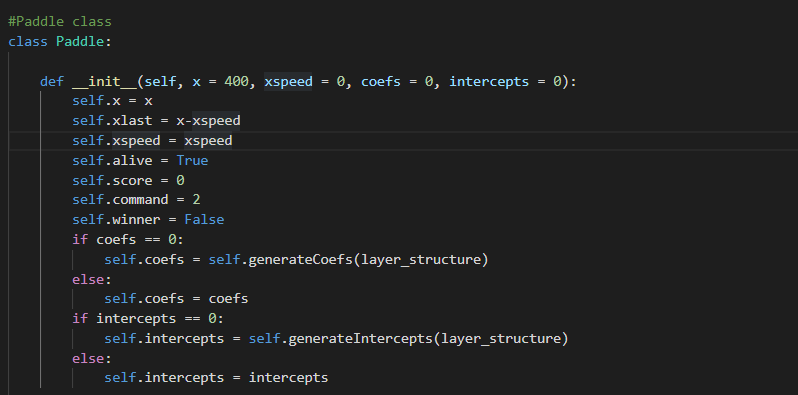 #Paddle class
class Paddle:
def __init__(self, x = 400, xspeed = 0, coefs = 0, intercepts = 0):
self.x = x
self.xlast = x-xspeed
self.xspeed = xspeed
self.alive = True
self.score = 0
self.command = 2
self.winner = False
if coefs == 0:
self.coefs = self.generateCoefs(layer_structure)
else:
self.coefs = coefs
if intercepts == 0:
self.intercepts = self.generateIntercepts(layer_structure)
else:
self.intercepts = intercepts